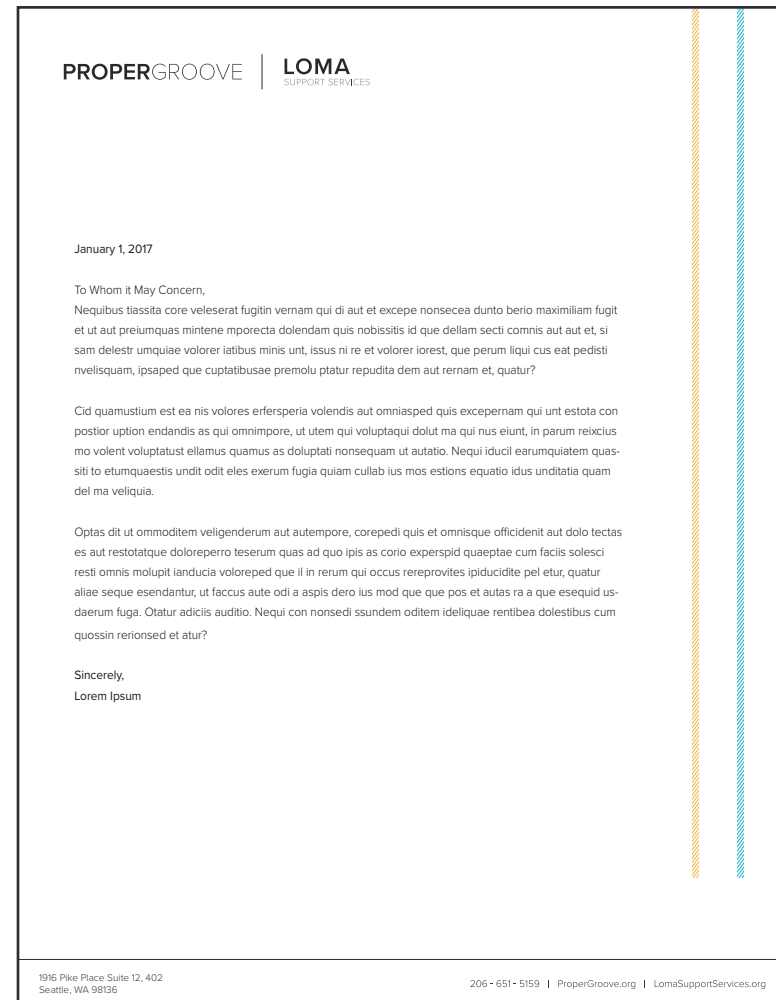 PROPERGROOVE | LOMA
SUPPORT SERVICES
January 1, 2017
To Whom it May Concern,
Nequibus tiassita core veleserat fugitin vernam qui di aut et excepe nonsecea dunto berio maximiliam fugit
et ut aut preiumquas mintene mporecta dolendam quis nobissitis id que dellam secti comnis aut aut et, si
sam delestr umquiae volorer iatibus minis unt, issus ni re et volorer iorest, que perum liqui cus eat pedisti
nvelisquam, ipsaped que cuptatibusae premolu ptatur repudita dem aut rernam et, quatur?
Cid quamustium est ea nis volores erfersperia volendis aut omniasped quis excepernam qui unt estota con
postior uption endandis as qui omnimpore, ut utem qui voluptaqui dolut ma qui nus eiunt, in parum reixcius
mo volent voluptatust ellamus quamus as doluptati nonsequam ut autatio. Nequi iducil earumquiatem quas-
siti to etumquaestis undit odit eles exerum fugia quiam cullab ius mos estions equatio idus unditatia quam
del ma veliquia.
Optas dit ut ommoditem veligenderum aut autempore, corepedi quis et omnisque officidenit aut dolo tectas
es aut restotatque doloreperro teserum quas ad quo ipis as corio experspid quaeptae cum faciis solesci
resti omnis molupit ianducia voloreped que il in rerum qui occus rereprovites ipiducidite pel etur, quatur
aliae seque esendantur, ut faccus aute odi a aspis dero ius mod que que pos et autas ra a que esequid us-
daerum fuga. Otatur adiciis auditio. Nequi con nonsedi ssundem oditem ideliquae rentibea dolestibus cum
quossin rerionsed et atur?
Sincerely,
Lorem Ipsum
1916 Pike Place Suite 12, 402
Seattle, WA 98136
206 - 651 - 5159 | ProperGroove.org | LomaSupportServices.org